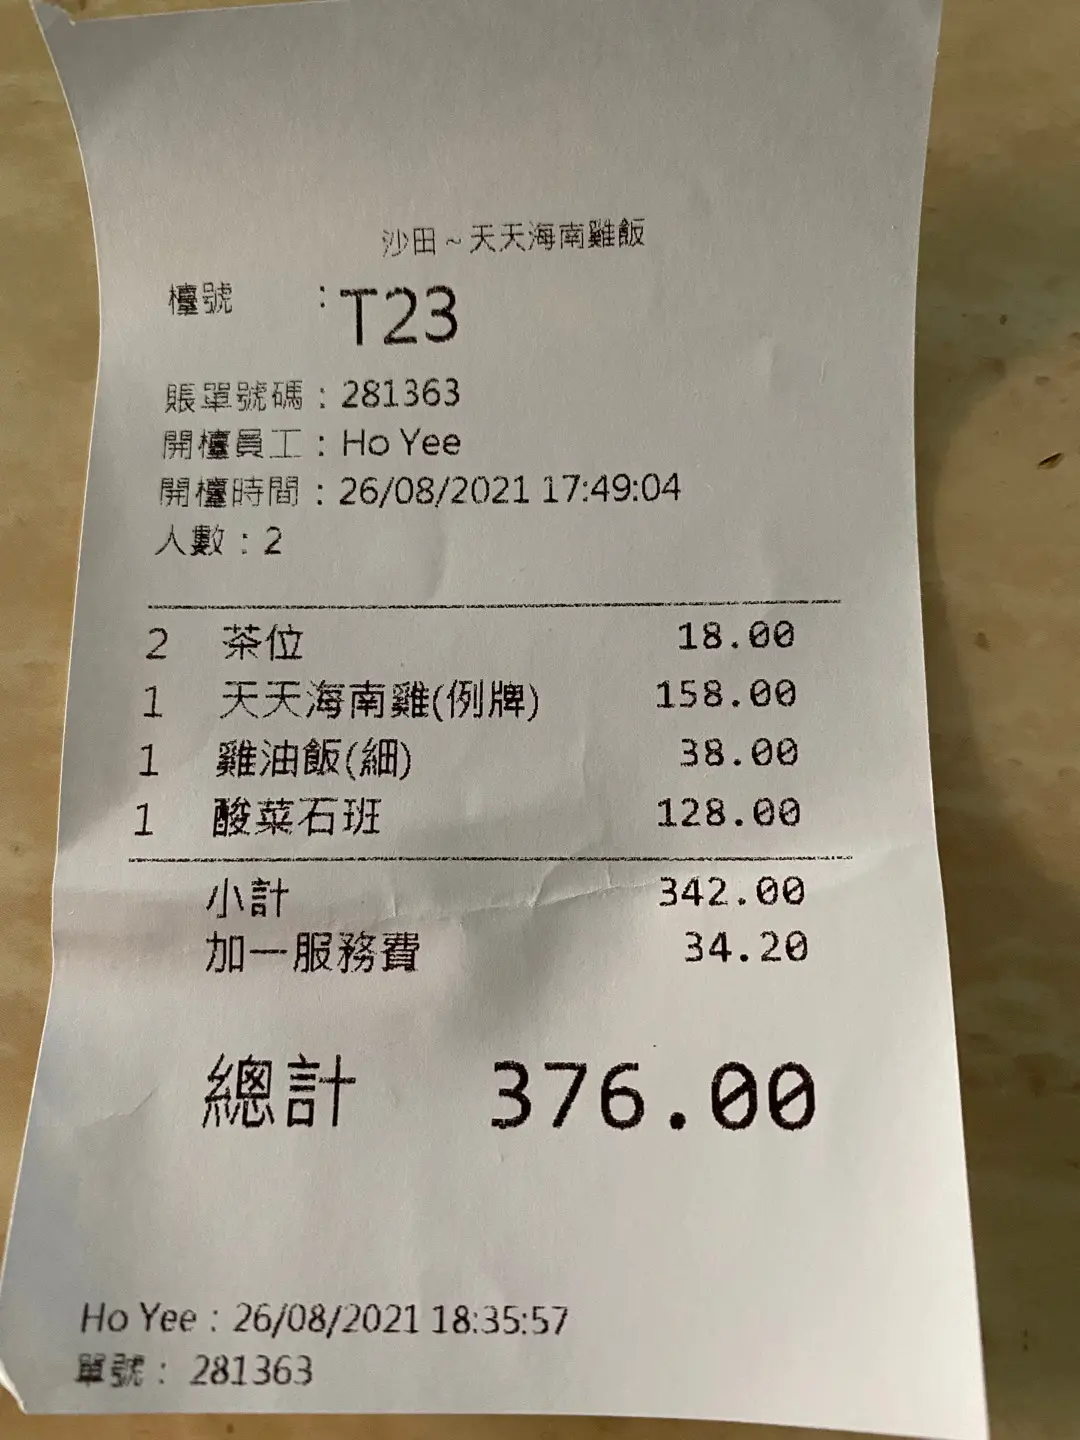 沙田～天天海南雞飯
檯號 : T23
賬單號碼 : 281363
開檯員工 : Ho Yee
開檯時間 : 26/08/2021 17:49:04
人數 : 2
2 茶位 18.00
1 天天海南雞(例牌) 158.00
1 雞油飯(細) 38.00
1 酸菜石班 128.00
小計 342.00
加一服務費 34.20
總計 376.00
Ho Yee : 26/08/2021 18:35:57
單號 : 281363